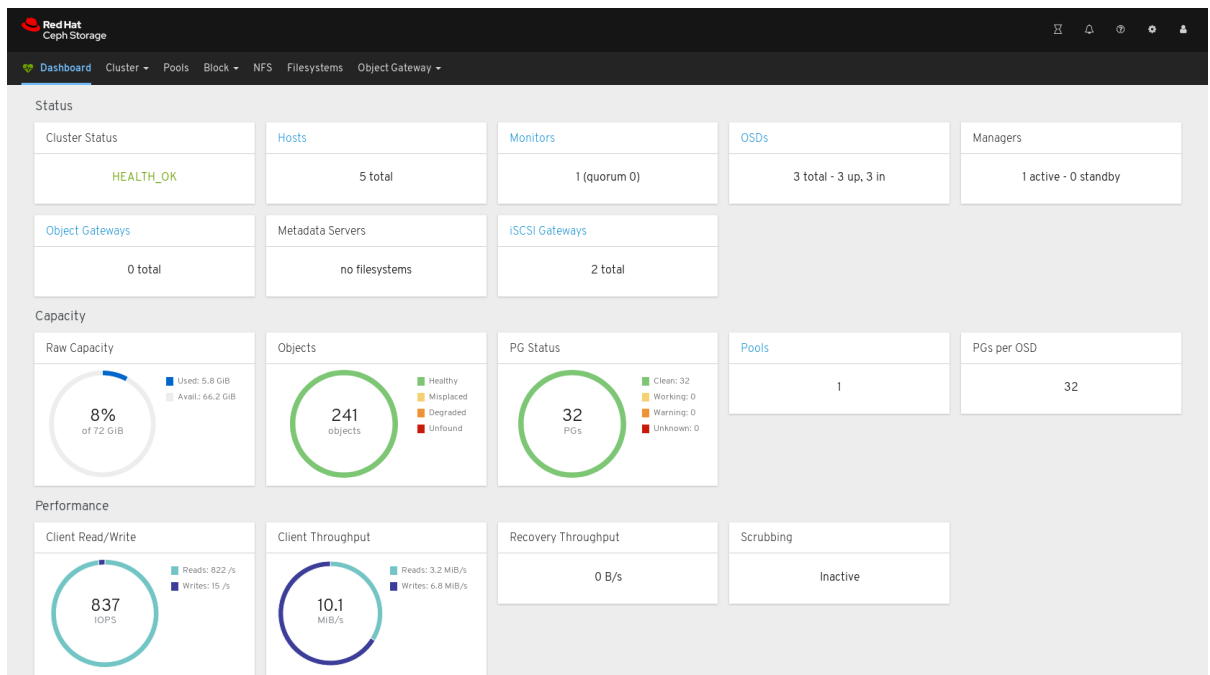 Red Hat
Ceph Storage
Dashboard Cluster Pools Block NFS Filesystems Object Gateway
Status
Cluster Status
HEALTH_OK
Hosts
5 total
Monitors
1 (quorum 0)
OSDs
3 total - 3 up, 3 in
Managers
1 active - 0 standby
Object Gateways
0 total
Metadata Servers
no filesystems
iSCSI Gateways
2 total
Capacity
Raw Capacity
8%
of 72 GiB
Used: 5.8 GiB
Avail.: 66.2 GiB
Objects
241
objects
Healthy
Misplaced
Degraded
Unfound
PG Status
32
PGs
Clean: 32
Working: 0
Warning: 0
Unknown: 0
Pools
1
PGs per OSD
32
Performance
Client Read/Write
837
IOPS
Reads: 822 /s
Writes: 15 /s
Client Throughput
10.1
MiB/s
Reads: 3.2 MiB/s
Writes: 6.8 MiB/s
Recovery Throughput
0 B/s
Scrubbing
Inactive